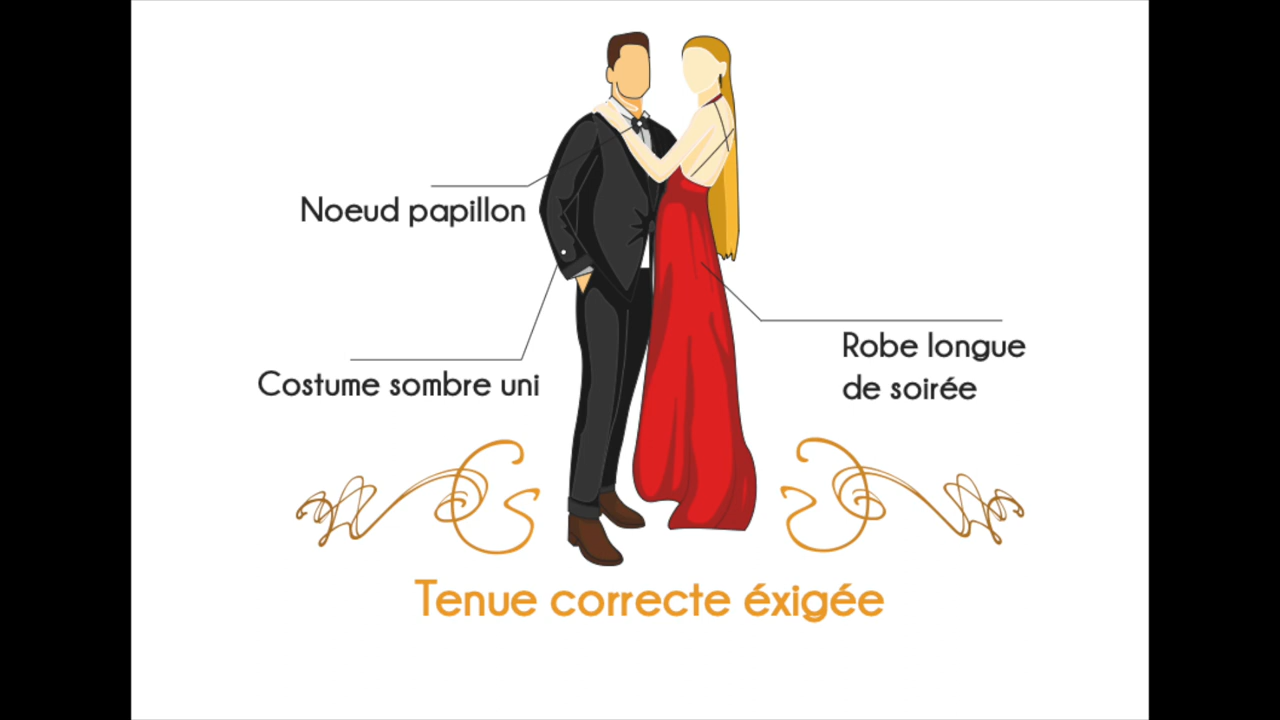 Noeud papillon
Costume sombre uni
Robe longue
de soirée
Tenue correcte éxigée